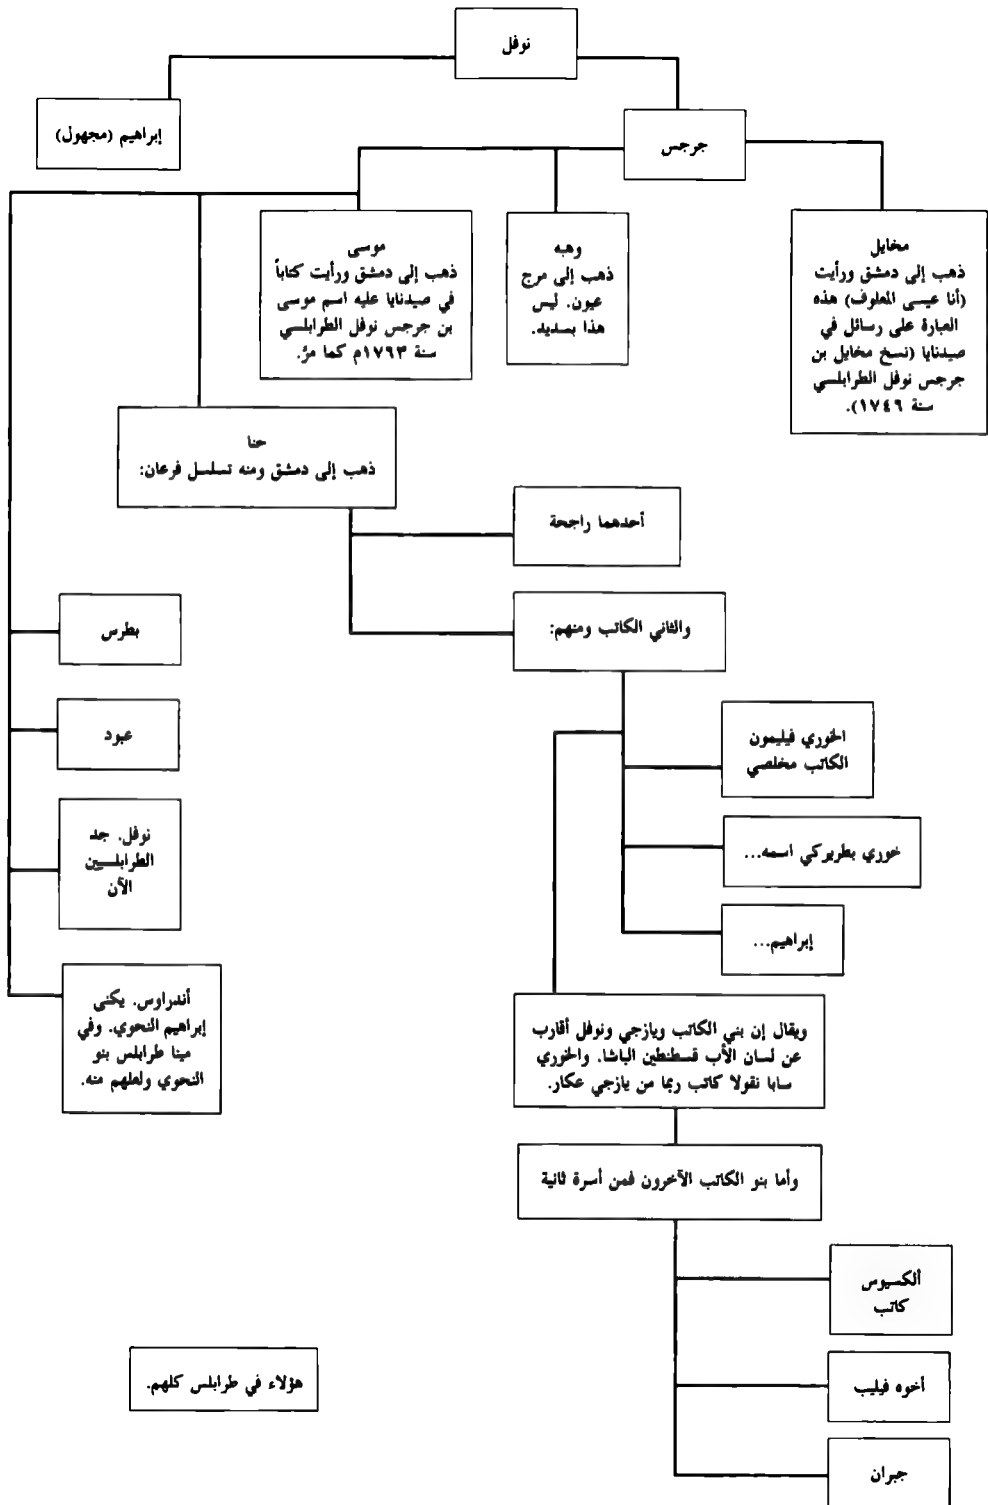 نوفل
إبراهيم (مجهول)
جرجس
مخايل
ذهب إلى دمشق ورأيت
(أنا عيسى المعلوف) هذه
العبارة على رسائل في
صيدنايا (نسخ مخايل بن
جرجس نوفل الطرابلسي
سنة ١٧٤٦).
وهبه
ذهب إلى مرج
عيون. ليس
هذا بسديد.
موسى
ذهب إلى دمشق ورأيت كتاباً
في صيدنايا عليه اسم موسى
بن جرجس نوفل الطرابلسي
سنة ١٧٦٣م كما مرّ.
حنا
ذهب إلى دمشق ومنه تسلسل فرعان:
أحدهما راجحة
والثاني الكاتب ومنهم:
بطرس
عبود
نوفل. جد
الطرابلسيين
الآن
أندراوس. يكنى
إبراهيم النحوي. وفي
مينا طرابلس بنو
النحوي ولعلهم منه.
الخوري فيليمون
الكاتب مخلصي
خوري بطريركي اسمه...
إبراهيم...
ويقال إن بني الكاتب ويازجي ونوفل أقارب
عن لسان الأب قسطنطين الباشا. والخوري
سابا نقولا كاتب ربما من يازجي عكار.
وأما بنو الكاتب الآخرون فمن أسرة ثانية
ألكسيوس
كاتب
أخوه فيليب
جبران
هؤلاء في طرابلس كلهم.